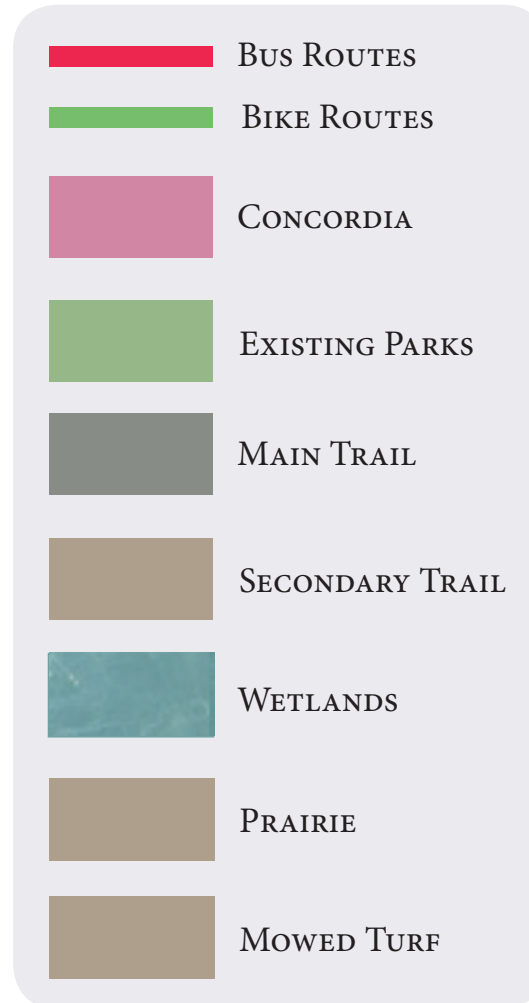 Bus Routes
Bike Routes
Concordia
Existing Parks
Main Trail
Secondary Trail
Wetlands
Prairie
Mowed Turf